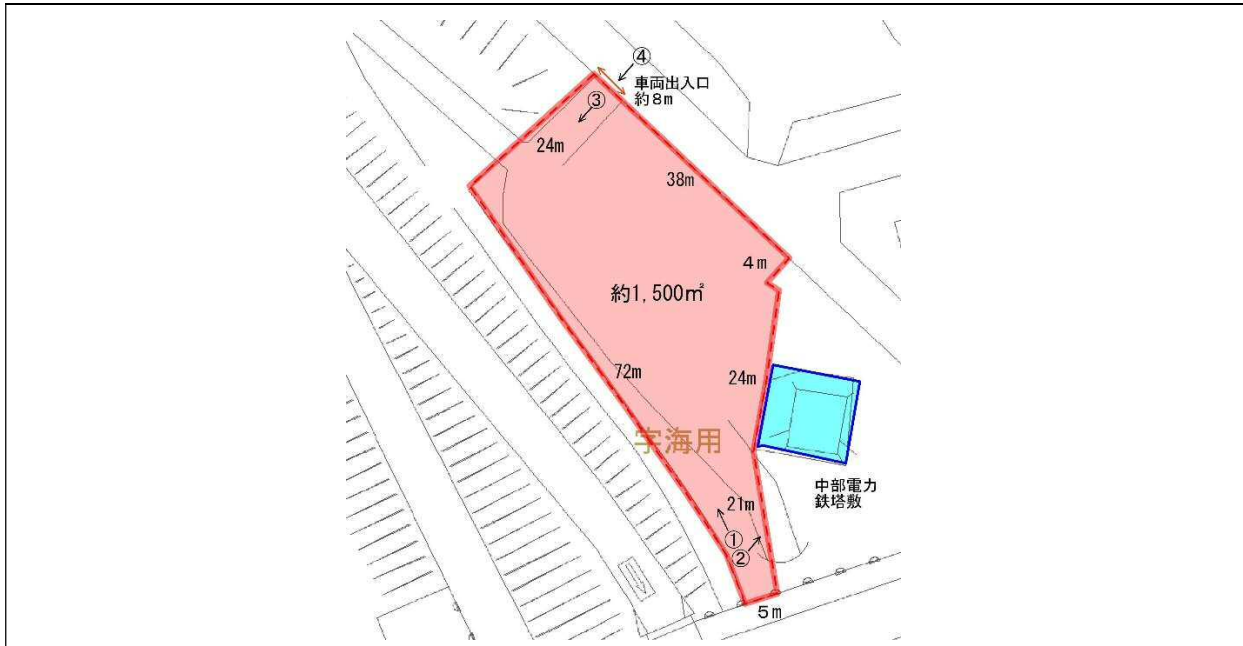 ④
車両出入口
約8m
③
24m
38m
4m
約1,500㎡
72m
24m
字海用
中部電力
鉄塔敷
21m
①
②
5m